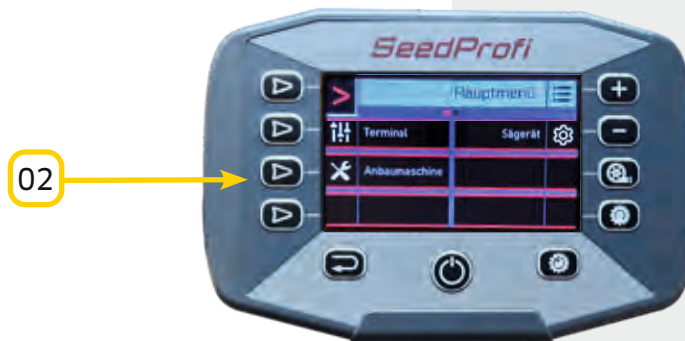 SeedProfi
Hauptmenü
Terminal
Sägerät
02
Anbaumaschine